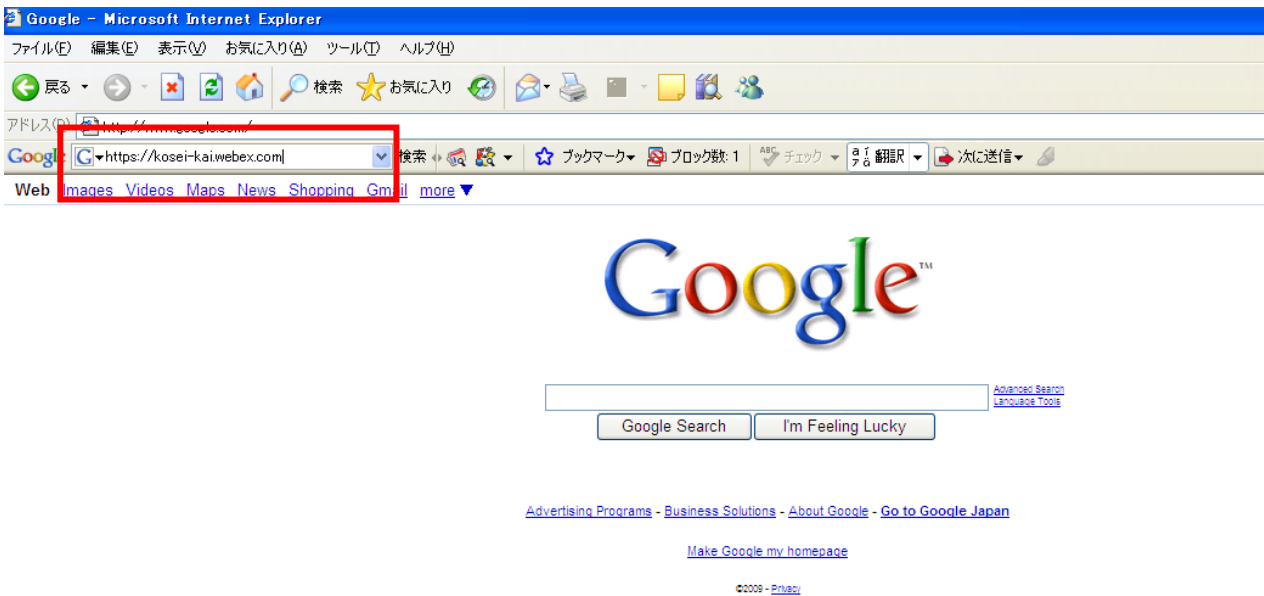 Google - Microsoft Internet Explorer
ファイル(F) 編集(E) 表示(V) お気に入り(A) ツール(T) ヘルプ(H)
戻る 検索 お気に入り
アドレス(D) http://www.google.com/
Google https://kosei-kai.webex.com 検索 ブックマーク ブロック数: 1 ABC チェック 翻訳 次に送信
Web Images Videos Maps News Shopping Gmail more ▼
Google™
Advanced Search
Language Tools
Google Search I'm Feeling Lucky
Advertising Programs - Business Solutions - About Google - Go to Google Japan
Make Google my homepage
©2009 - Privacy